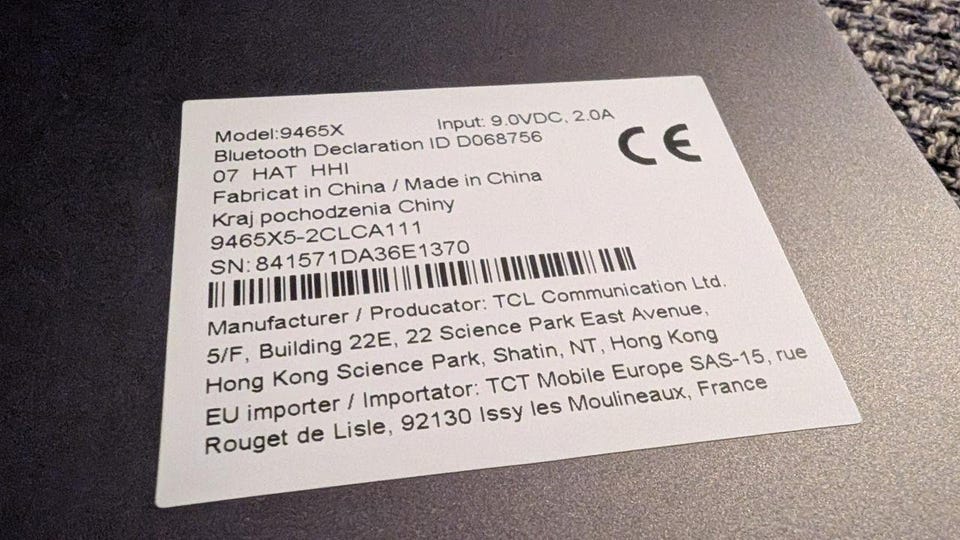 Model:9465X Input: 9.0VDC, 2.0A
Bluetooth Declaration ID D068756
07 HAT HHI
CE
Fabricat in China / Made in China
Kraj pochodzenia Chiny
9465X5-2CLCA111
SN:841571DA36E1370
Manufacturer / Producator: TCL Communication Ltd.
5/F, Building 22E, 22 Science Park East Avenue,
Hong Kong Science Park, Shatin, NT, Hong Kong
EU importer / Importator: TCT Mobile Europe SAS-15, rue
Rouget de Lisle, 92130 Issy les Moulineaux, France